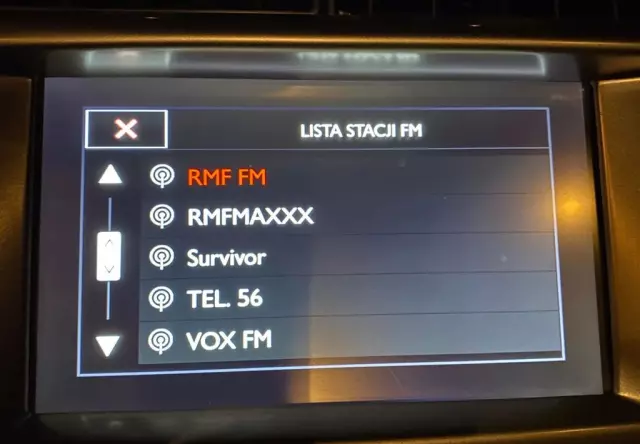 LISTA STACJI FM
RMF FM
RMFMAXXX
Survivor
TEL. 56
VOX FM